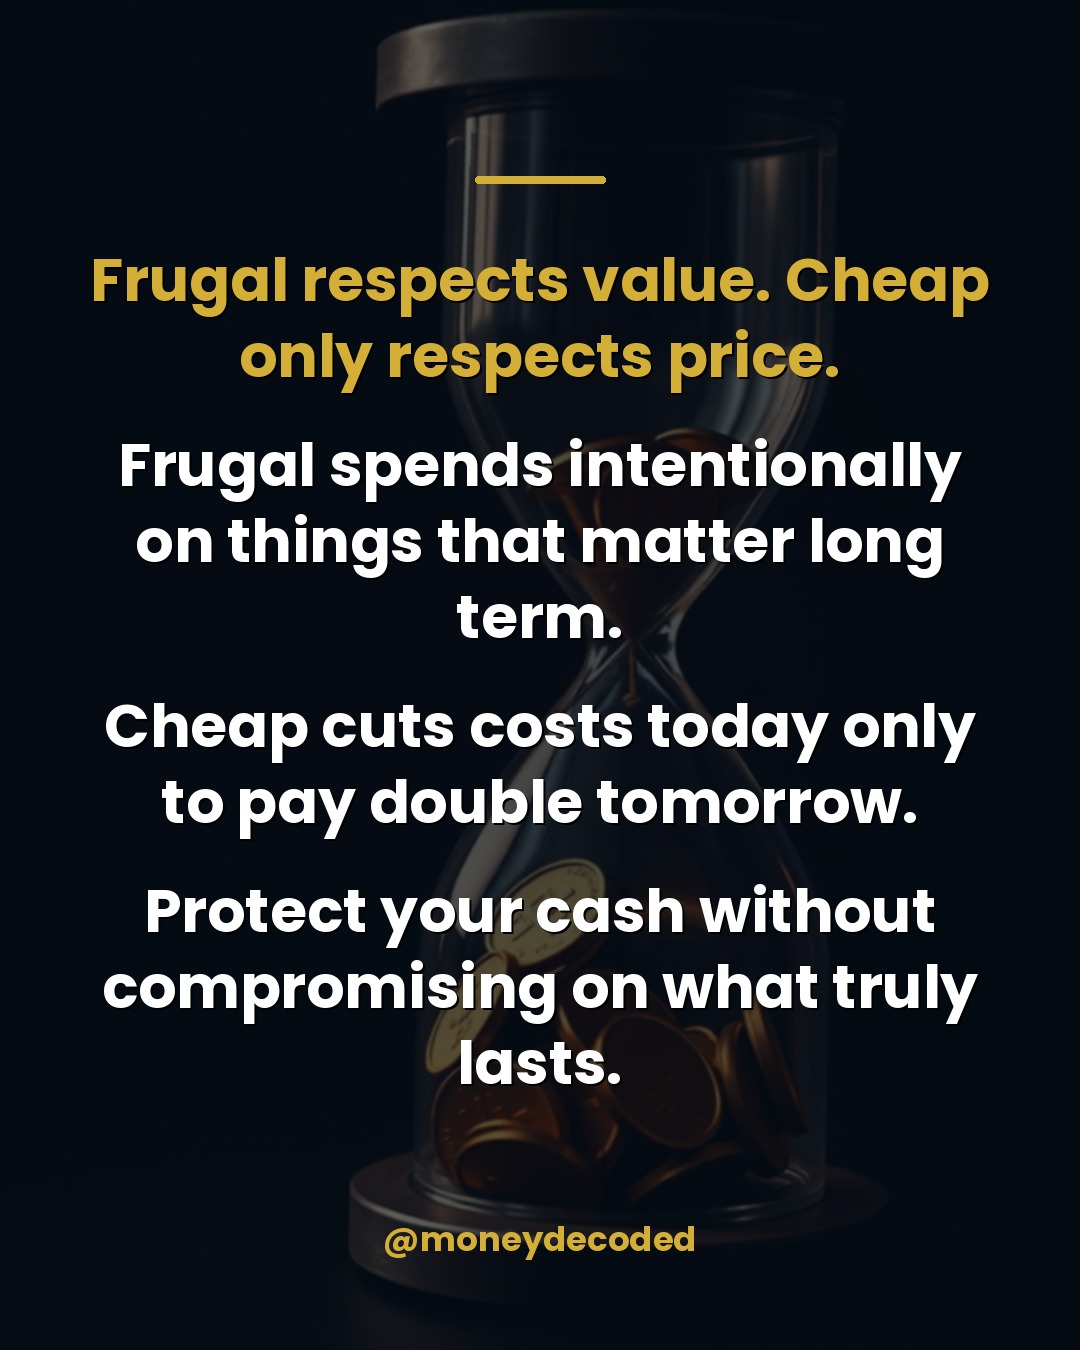 Frugal respects value. Cheap
only respects price.
Frugal spends intentionally
on things that matter long
term.
Cheap cuts costs today only
to pay double tomorrow.
Protect your cash without
compromising on what truly
lasts.
@moneydecoded